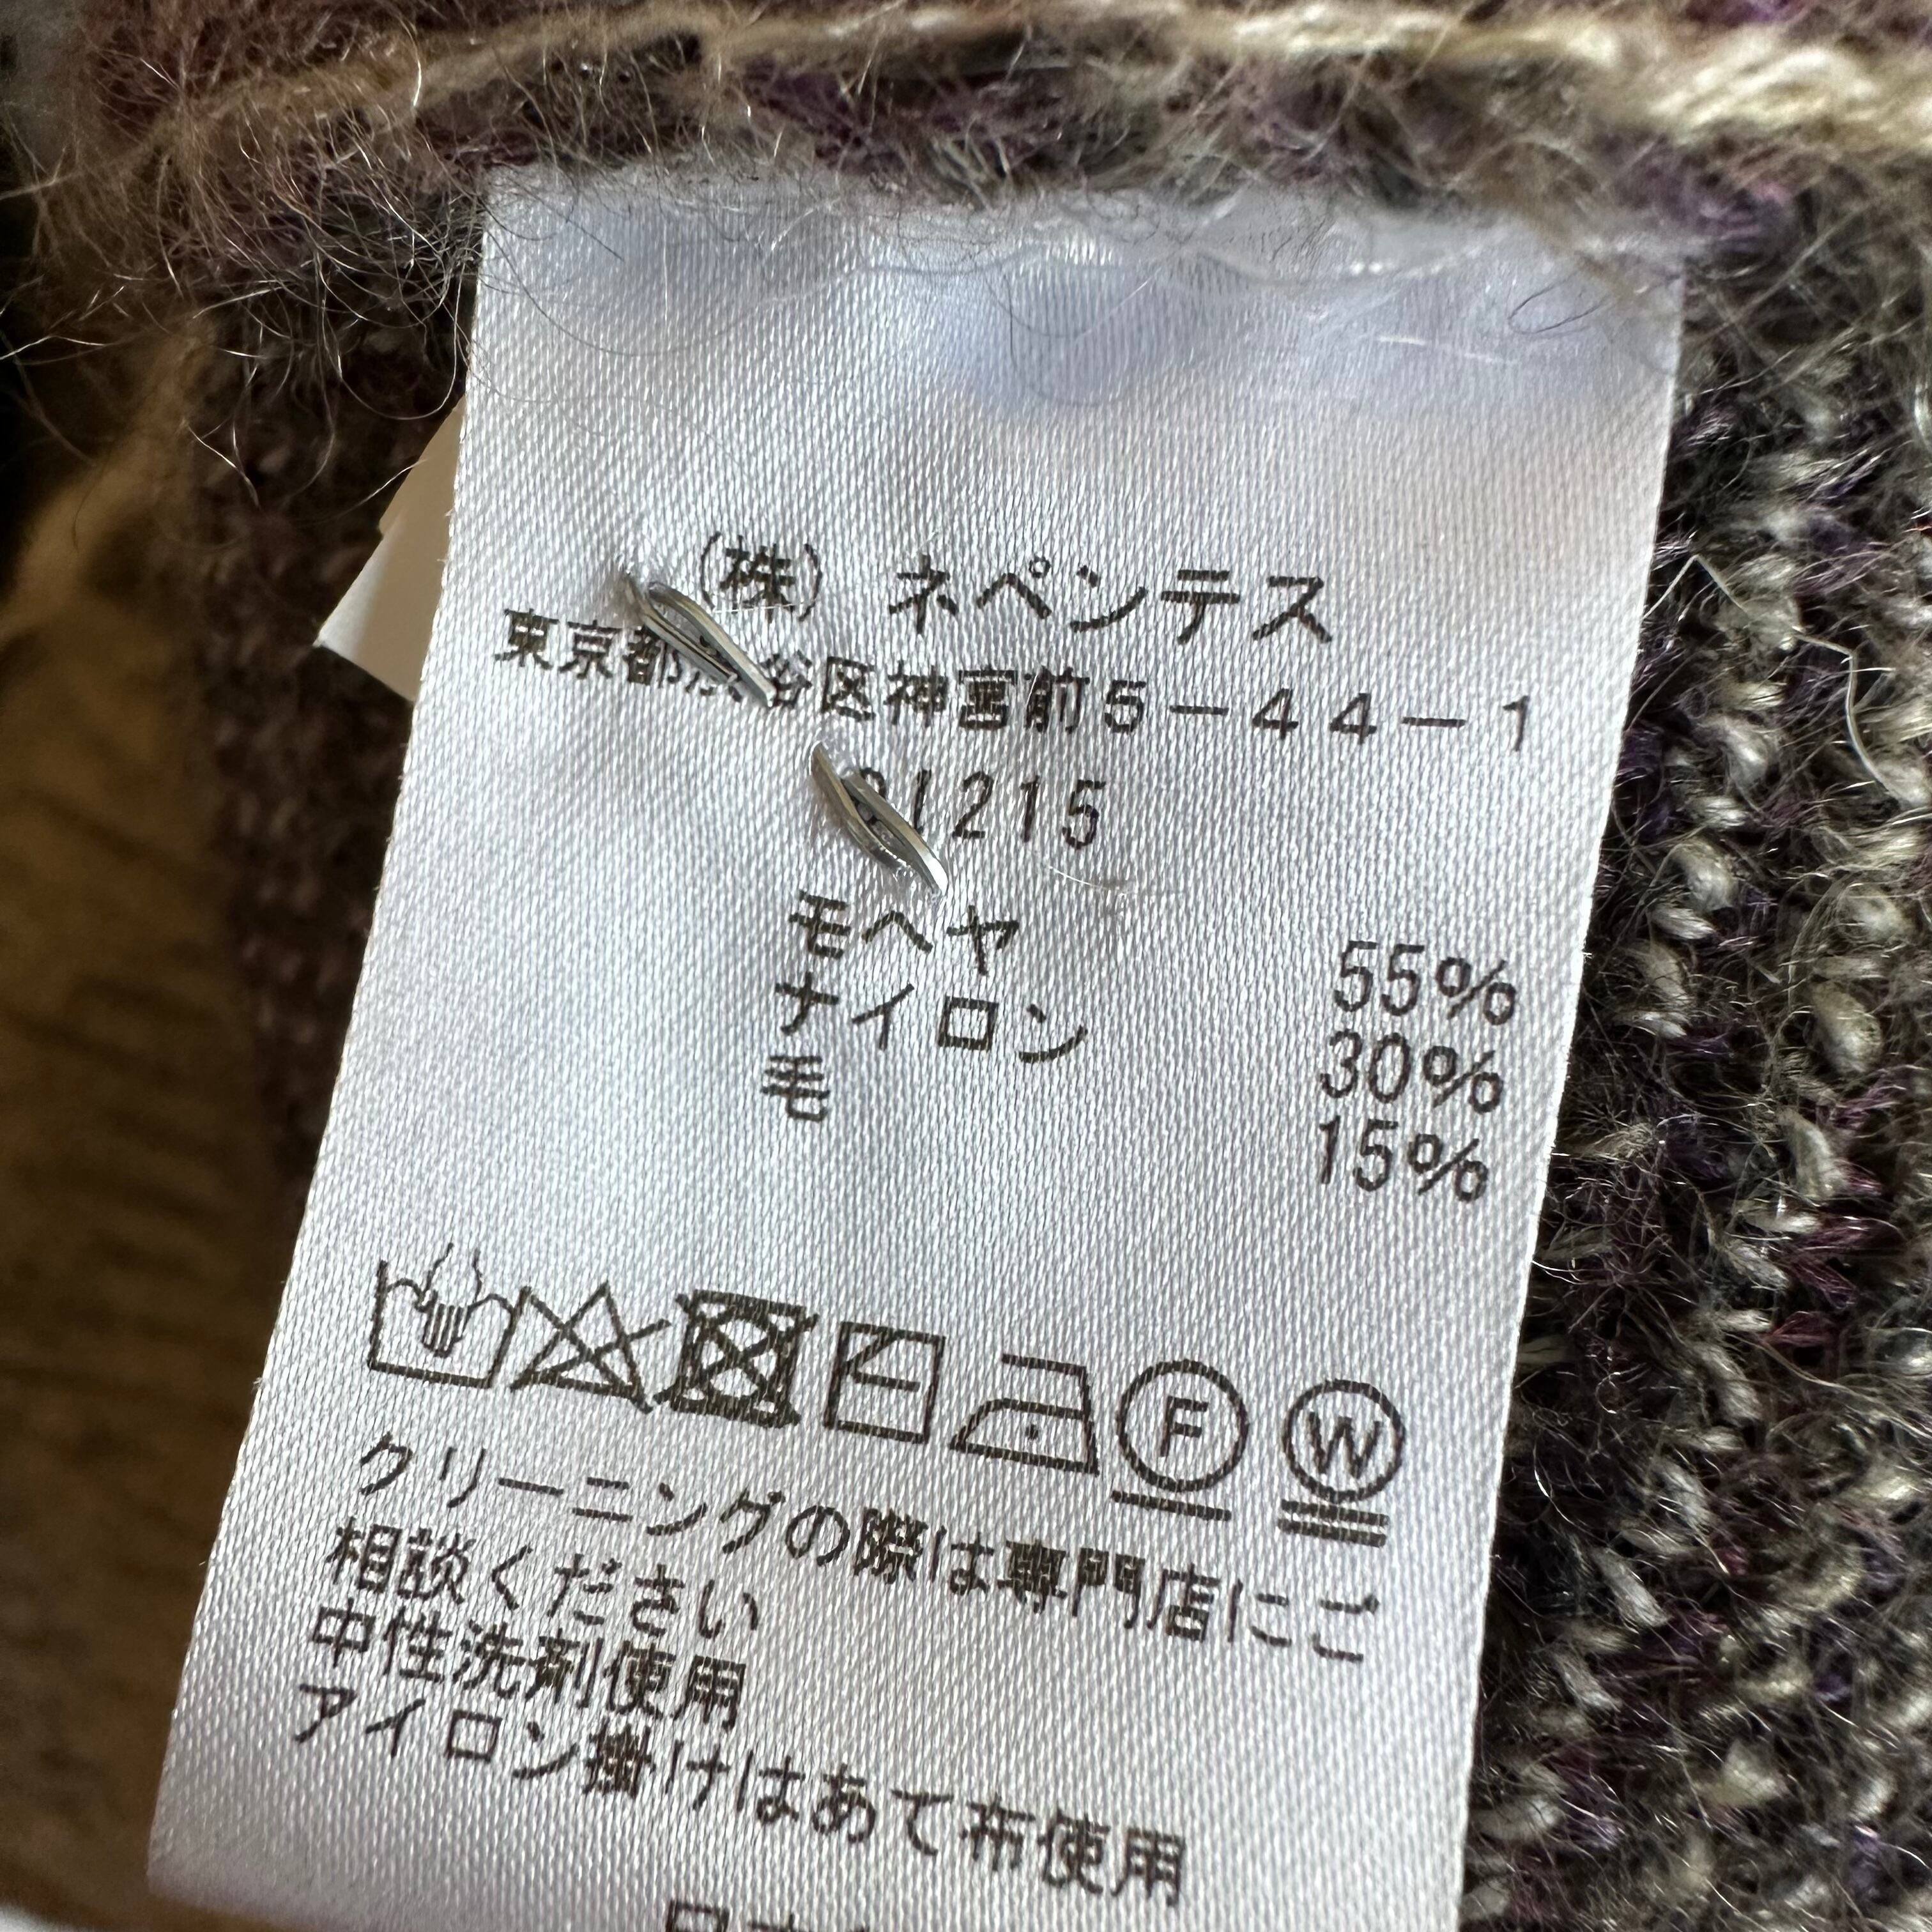 (株) ネペンテス
東京都渋谷区神宮前5-44-1
1215
モヘヤ 55%
ナイロン 30%
毛 15%
F W
クリーニングの際は専門店にご
相談ください
中性洗剤使用
アイロン掛けはあて布使用